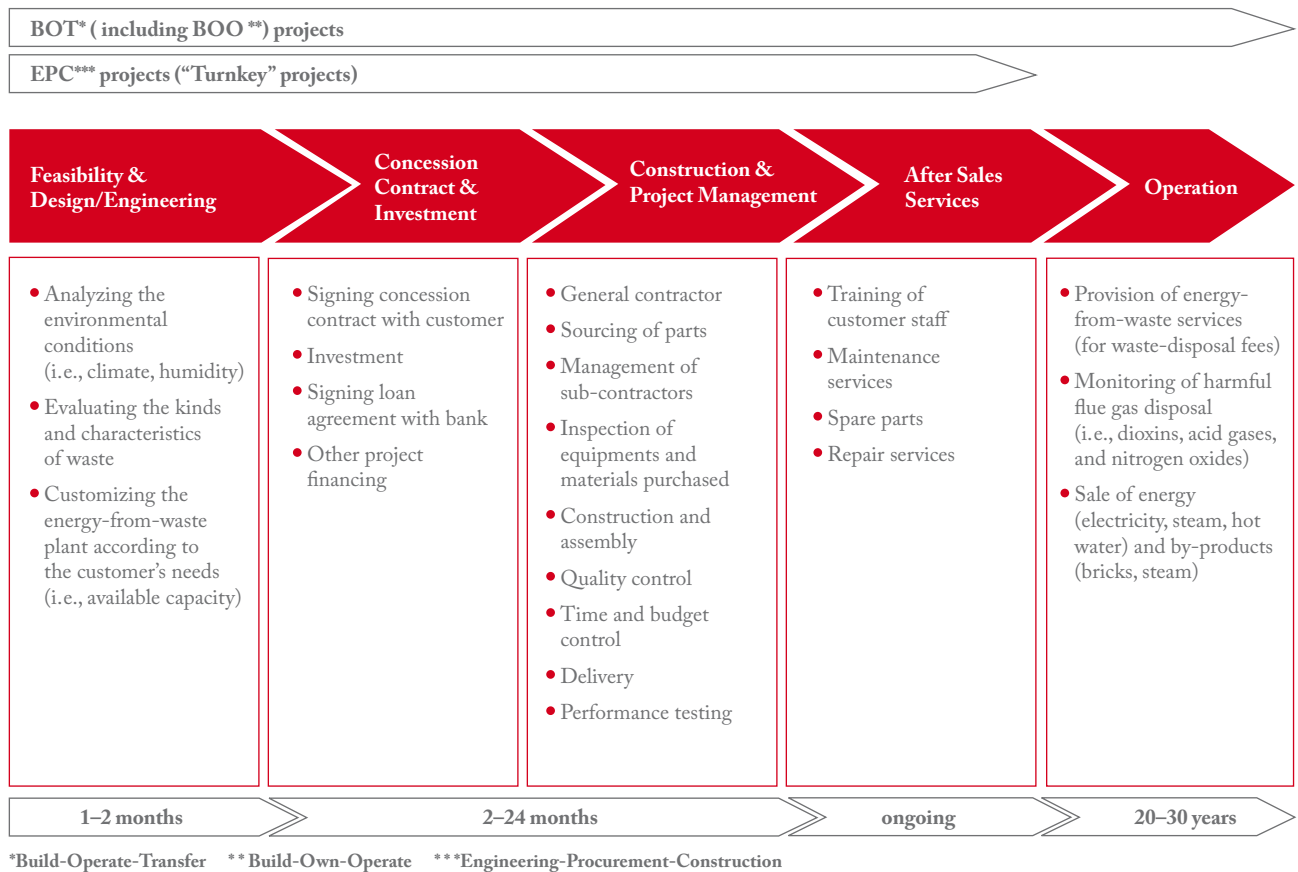 BOT* ( including BOO **) projects
EPC*** projects (“Turnkey” projects)
Feasibility &
Design/Engineering
Concession
Contract &
Investment
Construction &
Project Management
After Sales
Services
Operation
• Analyzing the
environmental
conditions
(i.e., climate, humidity)
• Evaluating the kinds
and characteristics
of waste
• Customizing the
energy-from-waste
plant according to
the customer’s needs
(i.e., available capacity)
• Signing concession
contract with customer
• Investment
• Signing loan
agreement with bank
• Other project
financing
• General contractor
• Sourcing of parts
• Management of
sub-contractors
• Inspection of
equipments and
materials purchased
• Construction and
assembly
• Quality control
• Time and budget
control
• Delivery
• Performance testing
• Training of
customer staff
• Maintenance
services
• Spare parts
• Repair services
• Provision of energy-
from-waste services
(for waste-disposal fees)
• Monitoring of harmful
flue gas disposal
(i.e., dioxins, acid gases,
and nitrogen oxides)
• Sale of energy
(electricity, steam, hot
water) and by-products
(bricks, steam)
1–2 months
2–24 months
ongoing
20–30 years
*Build-Operate-Transfer **Build-Own-Operate ***Engineering-Procurement-Construction